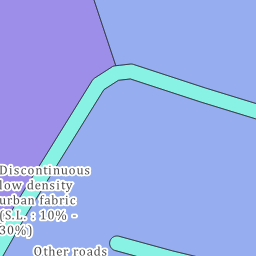 Discontinuous
low density
urban fabric
(S.L. : 10% -
30%)
Other roads